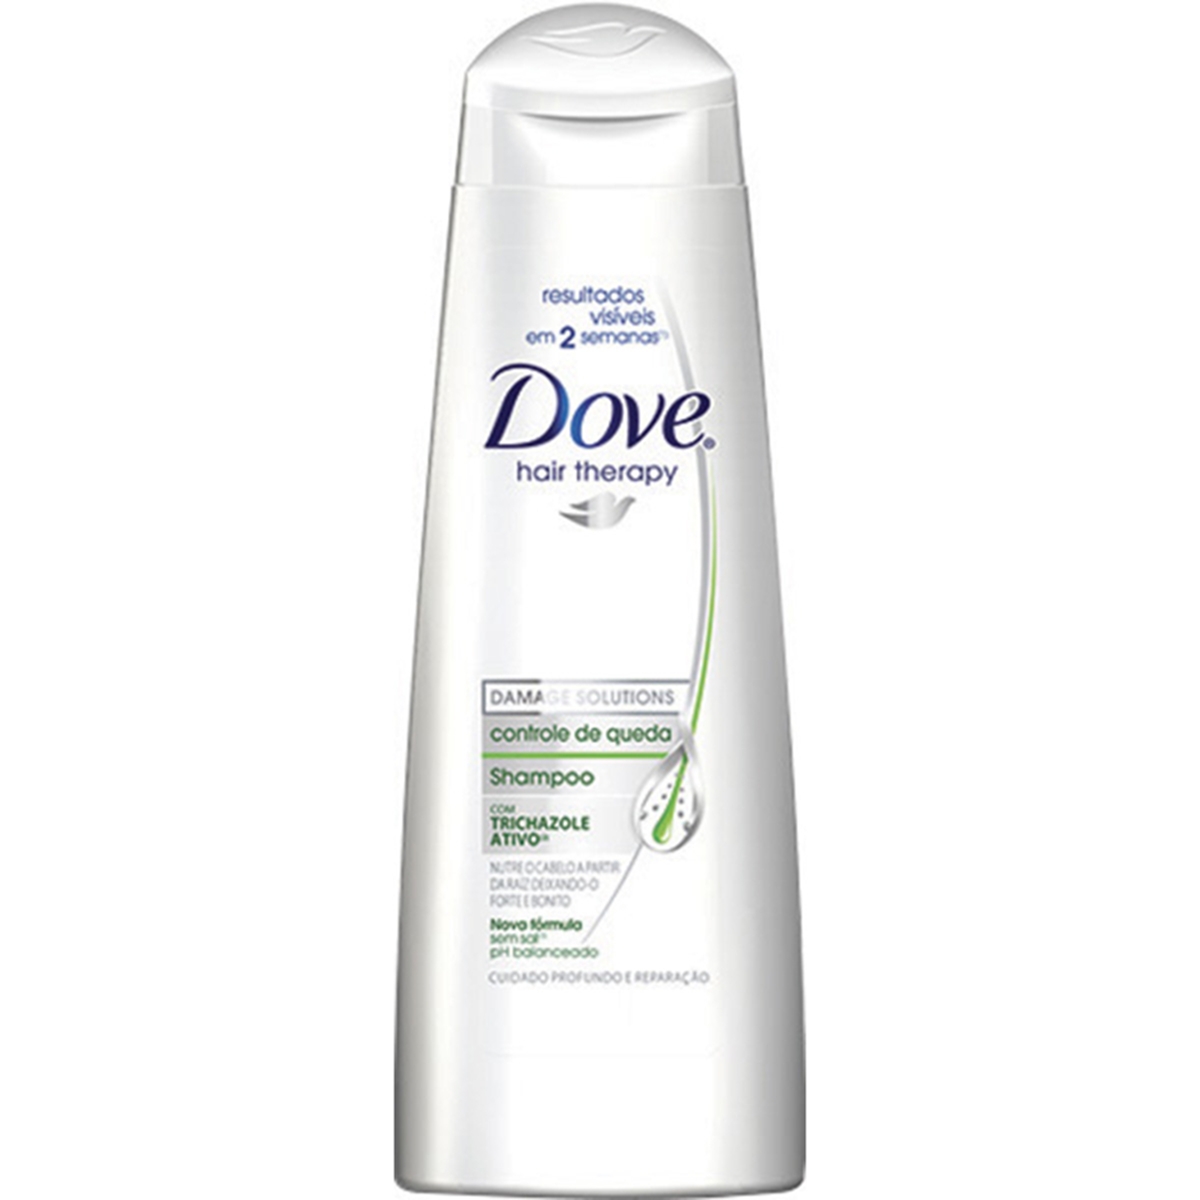 resultados
visíveis
em 2 semanas
Dove®
hair therapy
DAMAGE SOLUTIONS
controle de queda
Shampoo
COM
TRICHAZOLE
ATIVO
NUTRE O CABELO A PARTIR
DA RAÍZ DEIXANDO-O
FORTE E BONITO
Nova fórmula
sem sal
pH balanceado
CUIDADO PROFUNDO E REPARAÇÃO